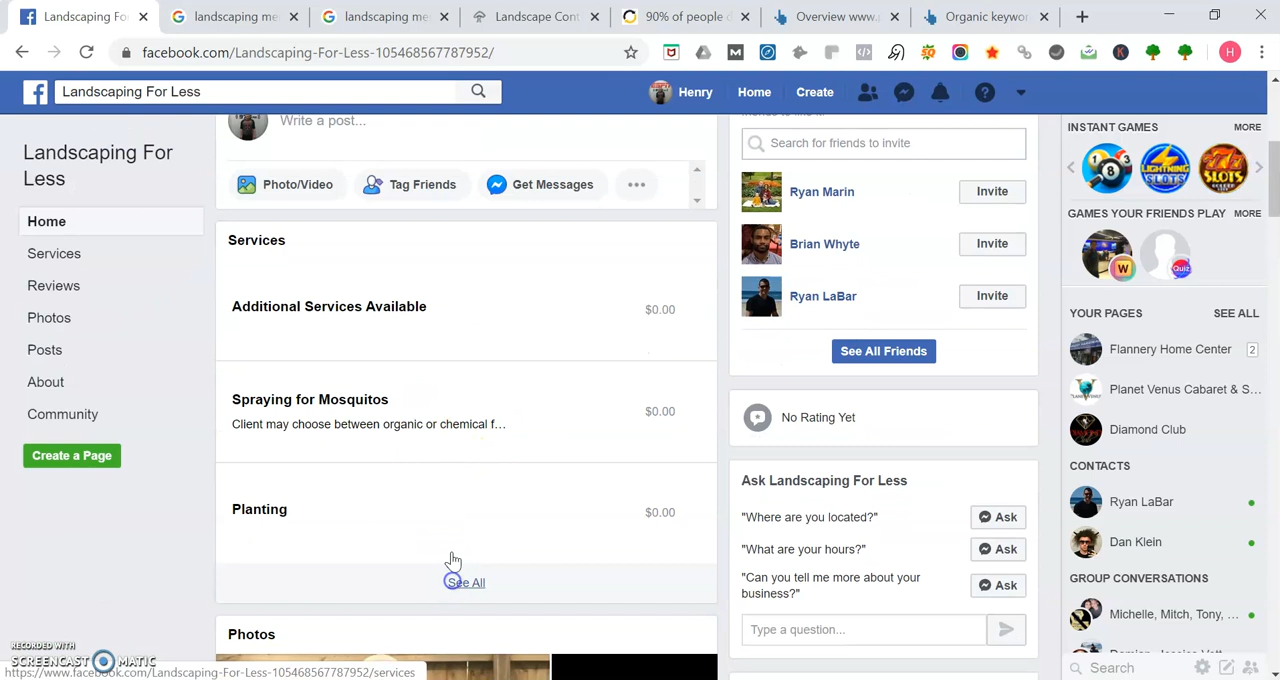 Landscaping For
landscaping me
landscaping me
Landscape Cont
90% of people d
Overview www.p
Organic keywor
facebook.com/Landscaping-For-Less-105468567787952/
H
Landscaping For Less
Henry
Home
Create
Landscaping For
Less
Home
Services
Reviews
Photos
Posts
About
Community
Create a Page
Write a post...
Photo/Video
Tag Friends
Get Messages
Services
Additional Services Available
$0.00
Spraying for Mosquitos
Client may choose between organic or chemical f...
$0.00
Planting
$0.00
See All
Photos
Search for friends to invite
Ryan Marin
Invite
Brian Whyte
Invite
Ryan LaBar
Invite
See All Friends
No Rating Yet
Ask Landscaping For Less
"Where are you located?"
Ask
"What are your hours?"
Ask
"Can you tell me more about your
business?"
Ask
Type a question...
INSTANT GAMES
MORE
GAMES YOUR FRIENDS PLAY
MORE
YOUR PAGES
SEE ALL
Flannery Home Center
2
Planet Venus Cabaret & S...
Diamond Club
CONTACTS
Ryan LaBar
Dan Klein
GROUP CONVERSATIONS
Michelle, Mitch, Tony, ...
Search
RECORDED WITH
SCREENCAST MATIC
https://www.facebook.com/Landscaping-For-Less-105468567787952/services